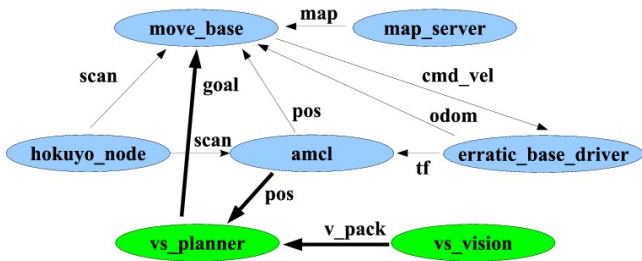 map
move_base
map_server
scan
goal
cmd_vel
pos
odom
scan
hokuyo_node
amcl
erratic_base_driver
tf
pos
v_pack
vs_planner
vs_vision